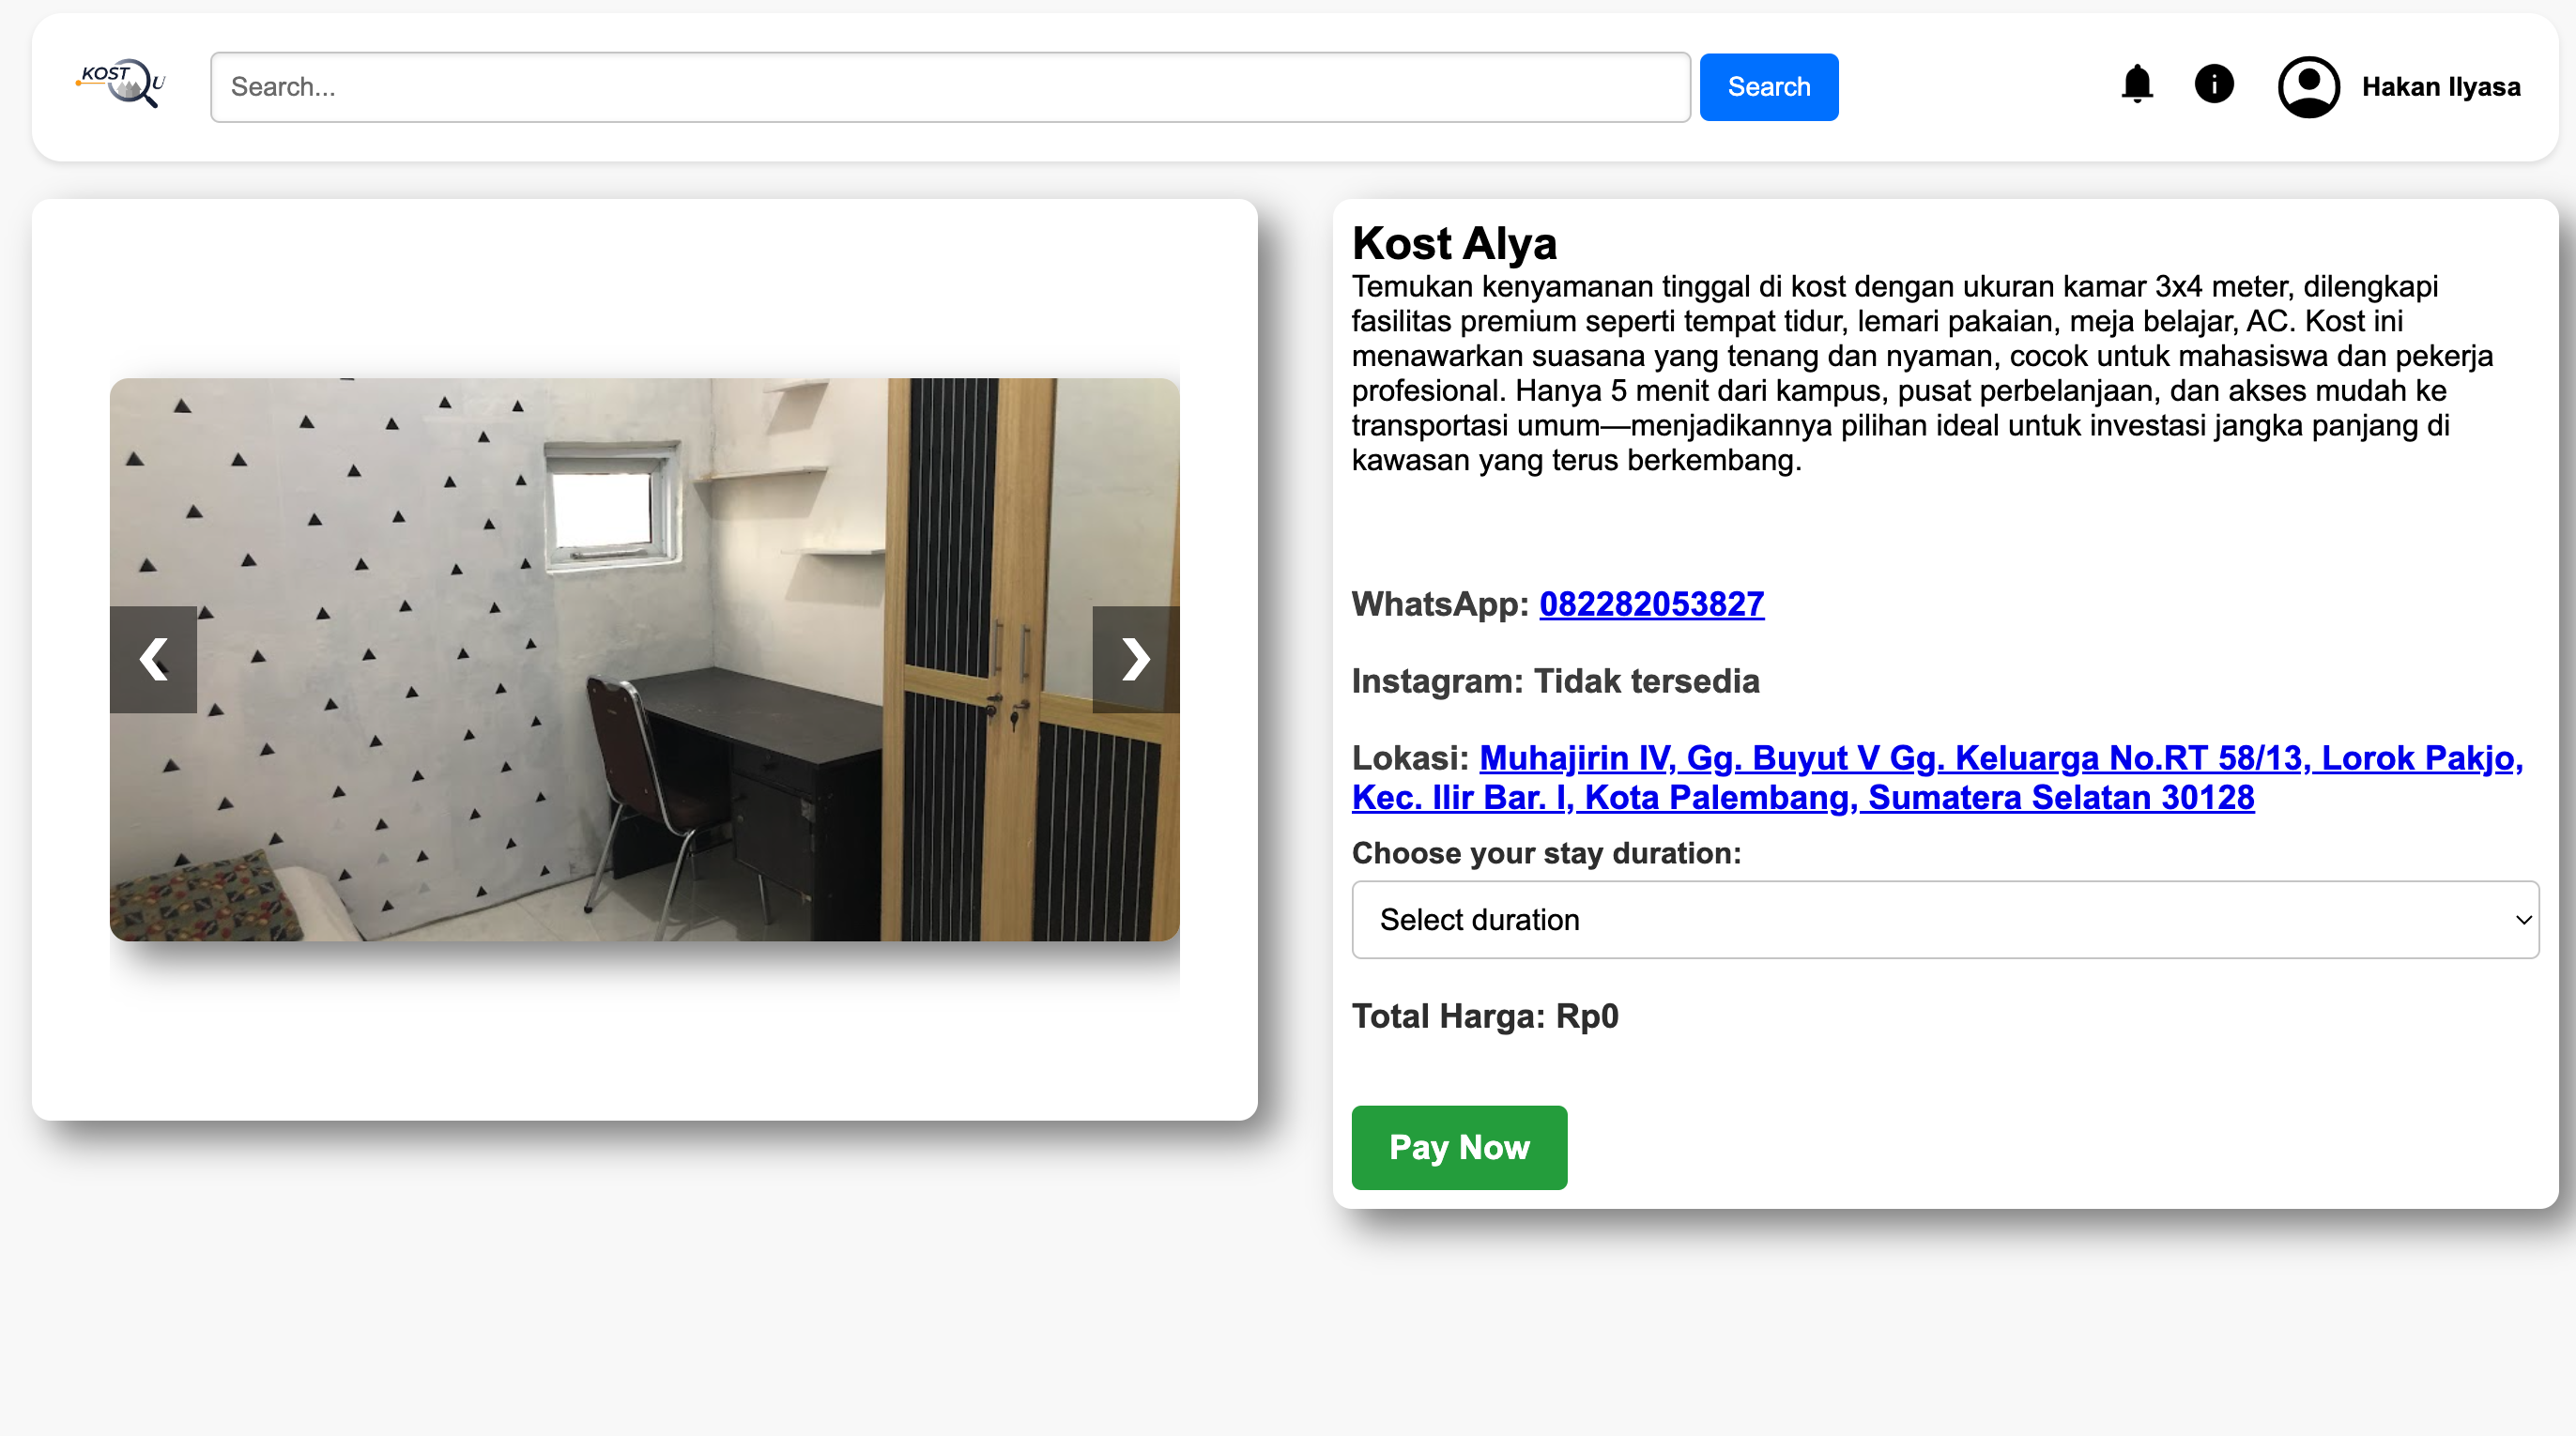 KOST U
Search...
Search
Hakan Ilyasa
Kost Alya
Temukan kenyamanan tinggal di kost dengan ukuran kamar 3x4 meter, dilengkapi
fasilitas premium seperti tempat tidur, lemari pakaian, meja belajar, AC. Kost ini
menawarkan suasana yang tenang dan nyaman, cocok untuk mahasiswa dan pekerja
profesional. Hanya 5 menit dari kampus, pusat perbelanjaan, dan akses mudah ke
transportasi umum—menjadikannya pilihan ideal untuk investasi jangka panjang di
kawasan yang terus berkembang.
WhatsApp: 082282053827
Instagram: Tidak tersedia
Lokasi: Muhajirin IV, Gg. Buyut V Gg. Keluarga No.RT 58/13, Lorok Pakjo,
Kec. Ilir Bar. I, Kota Palembang, Sumatera Selatan 30128
Choose your stay duration:
Select duration
Total Harga: Rp0
Pay Now